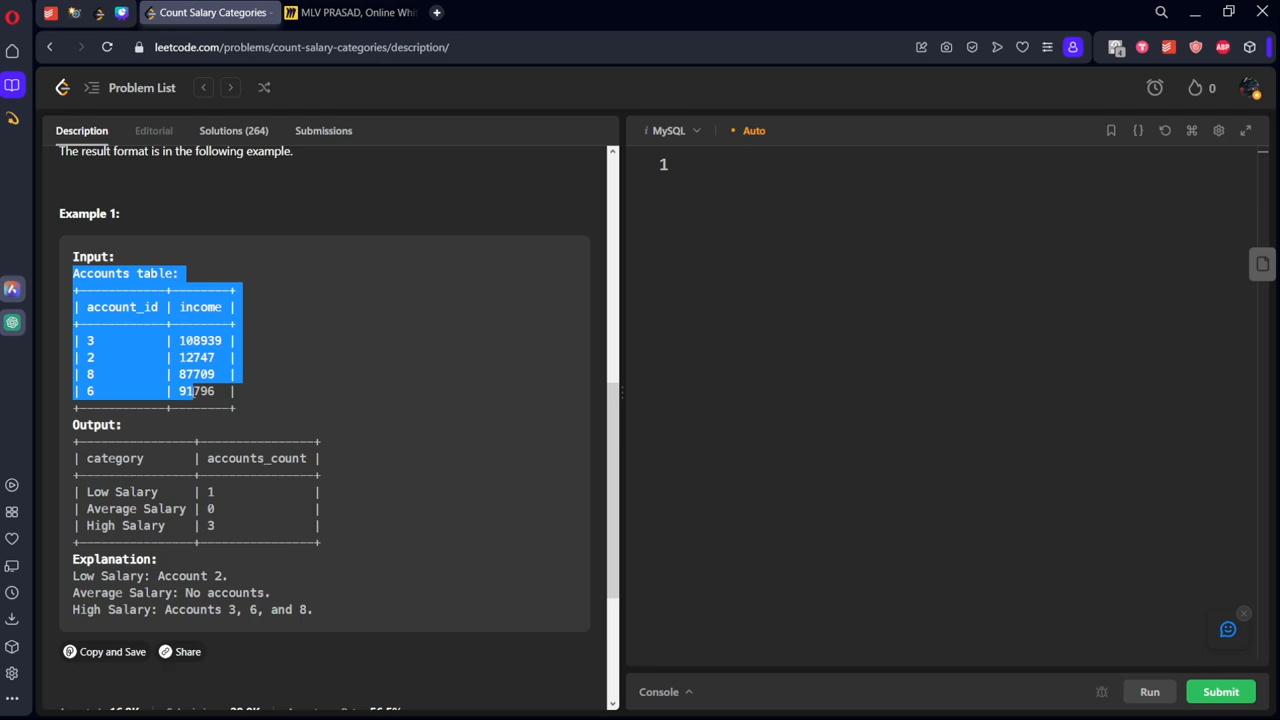 Count Salary Categories -
MLV PRASAD, Online Whit
leetcode.com/problems/count-salary-categories/description/
4
ABP
Problem List
0
Description
Editorial
Solutions (264)
Submissions
MySQL
Auto
The result format is in the following example.
1
Example 1:
Input:
Accounts table:
+------------+--------+
| account_id | income |
+------------+--------+
| 3          | 108939 |
| 2          | 12747  |
| 8          | 87709  |
| 6          | 91796  |
+------------+--------+
Output:
+----------------+----------------+
| category       | accounts_count |
+----------------+----------------+
| Low Salary     | 1              |
| Average Salary | 0              |
| High Salary    | 3              |
+----------------+----------------+
Explanation:
Low Salary: Account 2.
Average Salary: No accounts.
High Salary: Accounts 3, 6, and 8.
Copy and Save
Share
Console
Run
Submit